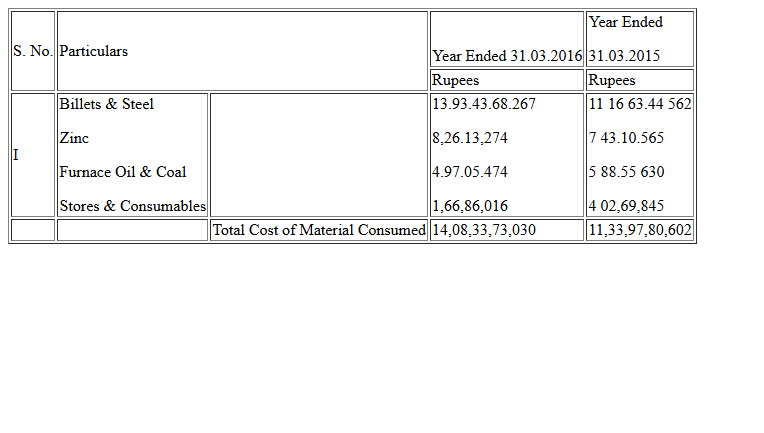 S. No. Particulars Year Ended 31.03.2016 Year Ended
31.03.2015
Rupees Rupees
I Billets & Steel 13.93.43.68.267 11 16 63.44 562
Zinc 8,26.13,274 7 43.10.565
Furnace Oil & Coal 4.97.05.474 5 88.55 630
Stores & Consumables 1,66,86,016 4 02,69,845
Total Cost of Material Consumed 14,08,33,73,030 11,33,97,80,602